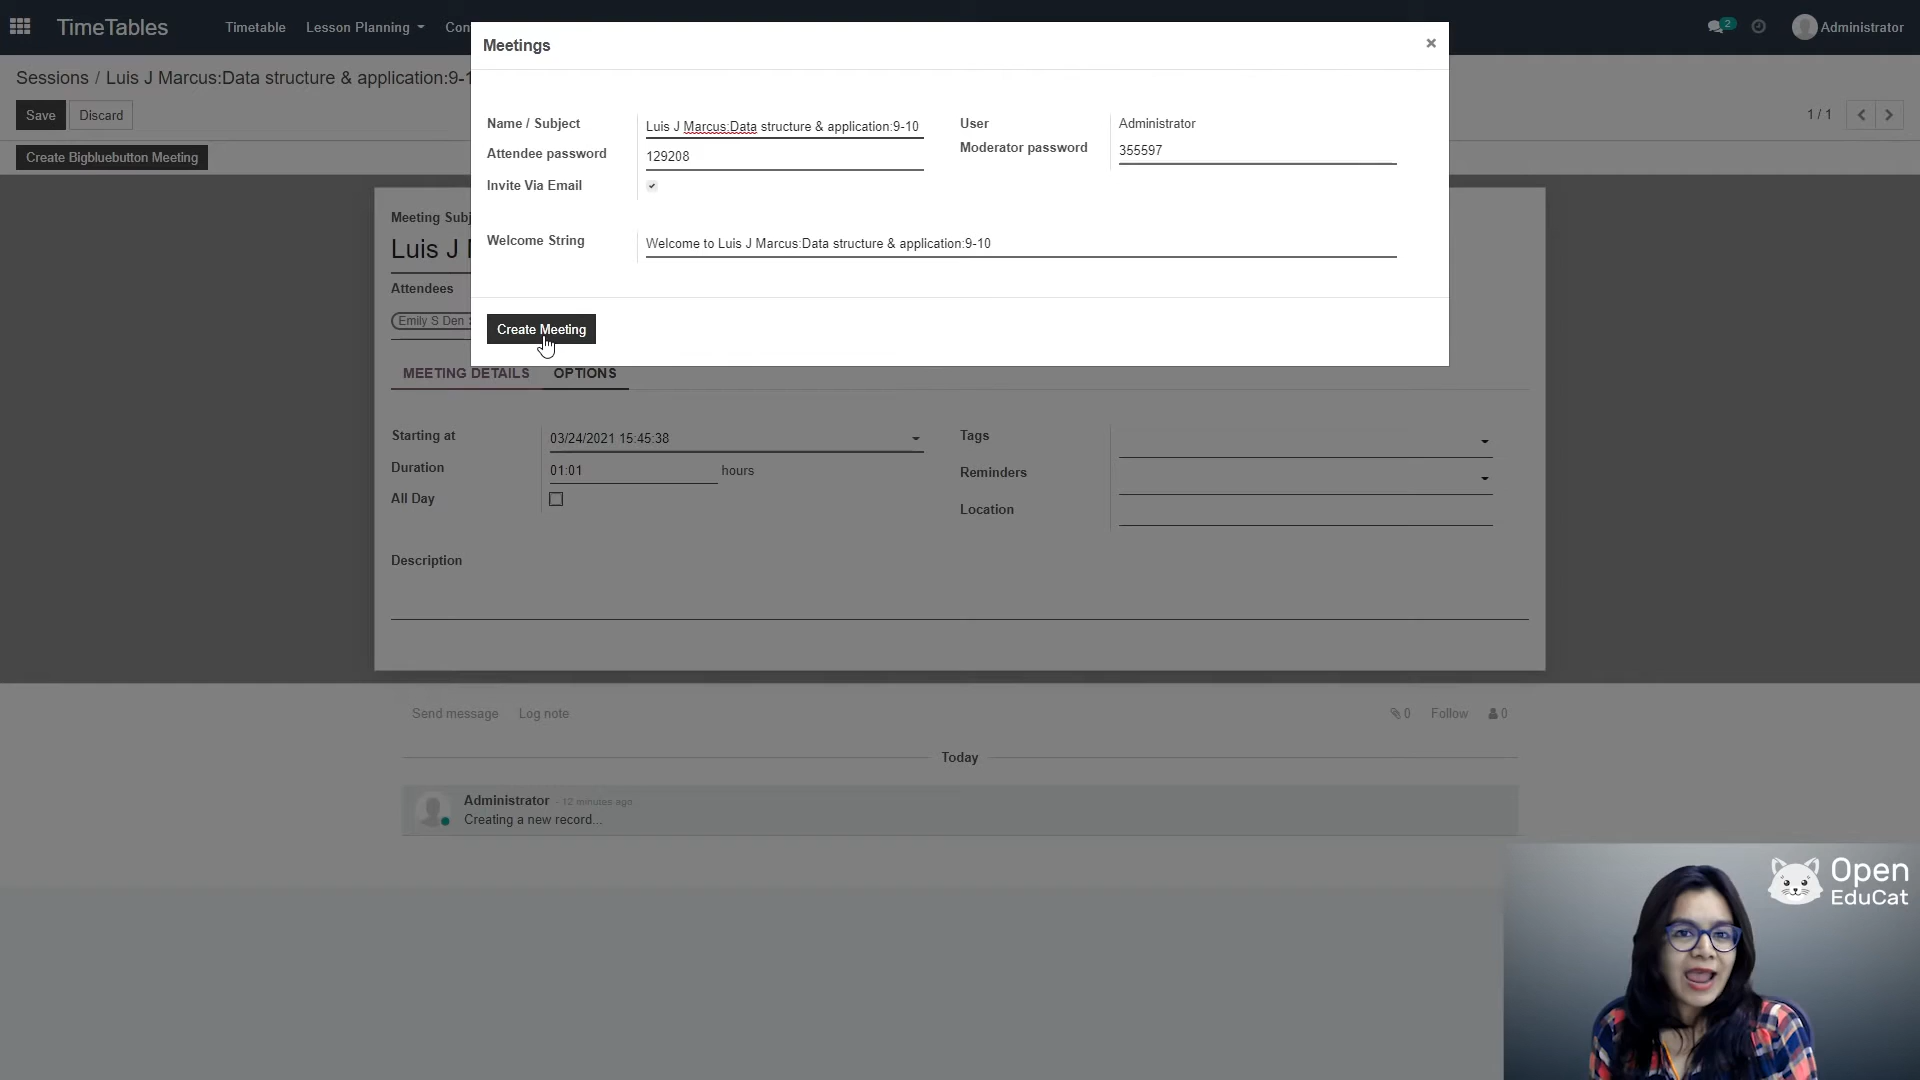 TimeTables
Timetable
Lesson Planning
Con
2
Administrator
Sessions / Luis J Marcus:Data structure & application:9-1
Save
Discard
1 / 1
Create Bigbluebutton Meeting
Meetings
×
Name / Subject
Luis J Marcus:Data structure & application:9-10
User
Administrator
Attendee password
129208
Moderator password
355597
Invite Via Email
Welcome String
Welcome to Luis J Marcus:Data structure & application:9-10
Create Meeting
Meeting Subj
Luis J
Attendees
Emily S Den
MEETING DETAILS
OPTIONS
Starting at
03/24/2021 15:45:38
Duration
01:01
hours
All Day
Tags
Reminders
Location
Description
Send message
Log note
0
Follow
0
Today
Administrator
- 12 minutes ago
Creating a new record...
Open
EduCat